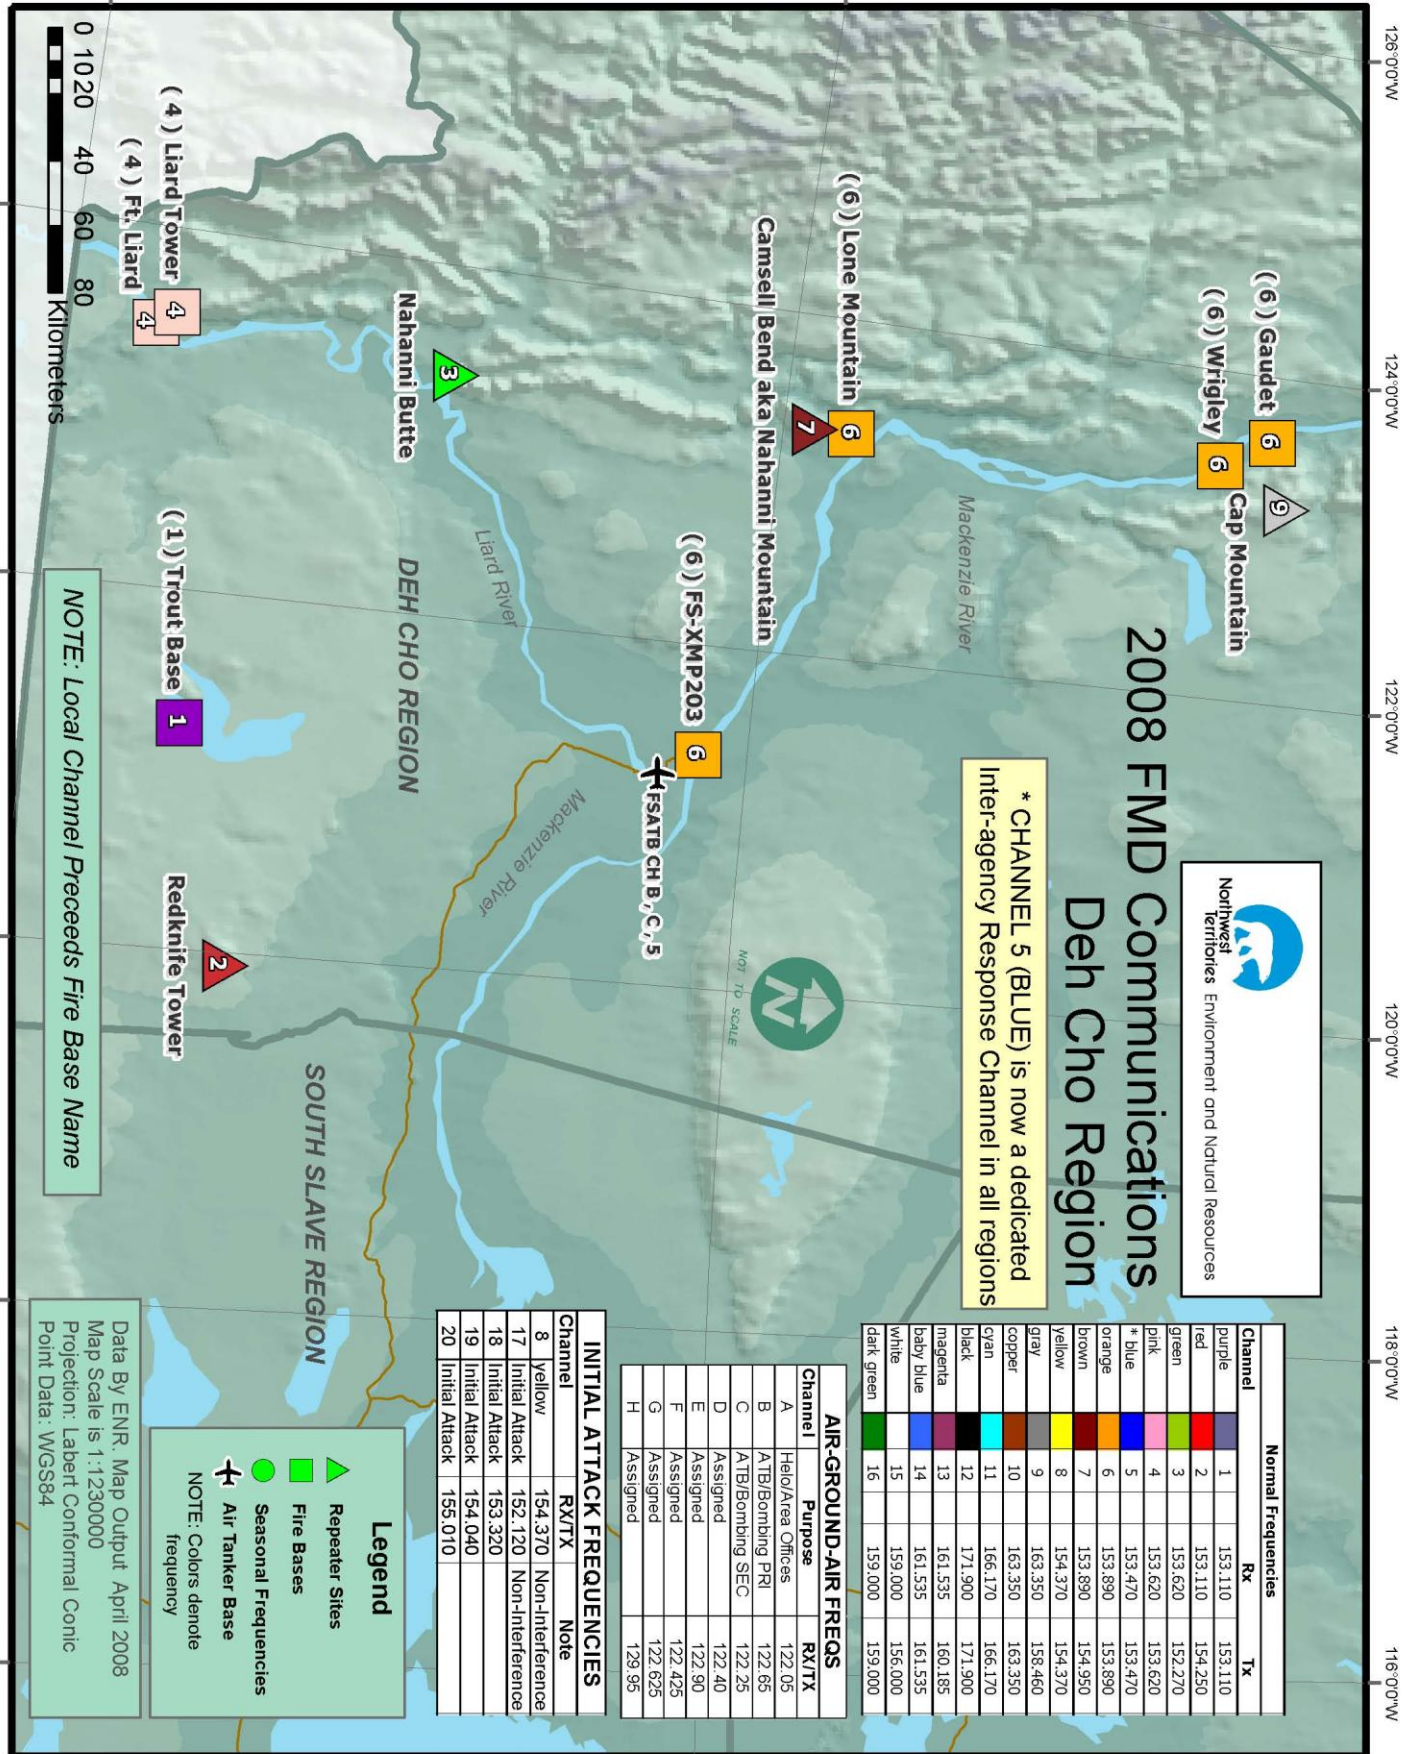 126°0'0"W
124°0'0"W
122°0'0"W
120°0'0"W
118°0'0"W
116°0'0"W
Northwest
Territories Environment and Natural Resources
2008 FMD Communications
Deh Cho Region
* CHANNEL 5 (BLUE) is now a dedicated
Inter-agency Response Channel in all regions
((6)) Gaudet
6
((6)) Wrigley
6
9
Cap Mountain
Mackenzie River
((6)) Lone Mountain
6
7
Camsell Bend aka Nahanni Mountain
((6)) FS-XMP203
6
FSATB CH B, C, 5
NOT TO SCALE
N
Liard River
Mackenzie River
Nahanni Butte
3
DEH CHO REGION
SOUTH SLAVE REGION
((4)) Liard Tower
4
((4)) Ft. Liard
4
((1)) Trout Base
1
Redknife Tower
2
0 10 20 40 60 80
Kilometers
NOTE: Local Channel Preceeds Fire Base Name
Normal Frequencies
Channel Rx Tx
purple 1 153.110 153.110
red 2 153.110 154.250
green 3 153.620 152.270
pink 4 153.620 153.620
* blue 5 153.470 153.470
orange 6 153.890 153.890
brown 7 153.890 154.950
yellow 8 154.370 154.370
gray 9 163.350 158.460
copper 10 163.350 163.350
cyan 11 166.170 166.170
black 12 171.900 171.900
magenta 13 161.535 160.185
baby blue 14 161.535 161.535
white 15 159.000 156.000
dark green 16 159.000 159.000
AIR-GROUND-AIR FREQS
Channel Purpose RX/TX
A Helo/Area Offices 122.05
B ATB/Bombing PRI 122.65
C ATB/Bombing SEC 122.25
D Assigned 122.40
E Assigned 122.90
F Assigned 122.425
G Assigned 122.625
H Assigned 129.95
INITIAL ATTACK FREQUENCIES
Channel RX/TX Note
8 yellow 154.370 Non-Interference
17 Initial Attack 152.120 Non-Interference
18 Initial Attack 153.320
19 Initial Attack 154.040
20 Initial Attack 155.010
Legend
Repeater Sites
Fire Bases
Seasonal Frequencies
Air Tanker Base
NOTE: Colors denote
frequency
Data By ENR. Map Output April 2008
Map Scale is 1:1230000
Projection: Labert Conformal Conic
Point Data: WGS84